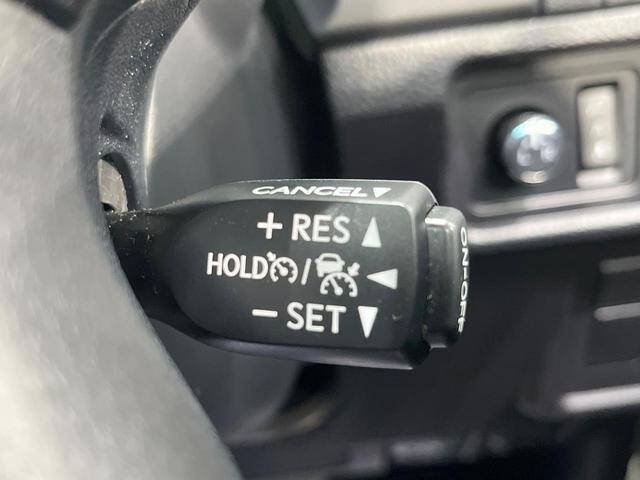 CANCEL▼
+ RES ▲
HOLD / ◀
- SET ▼
ON-OFF